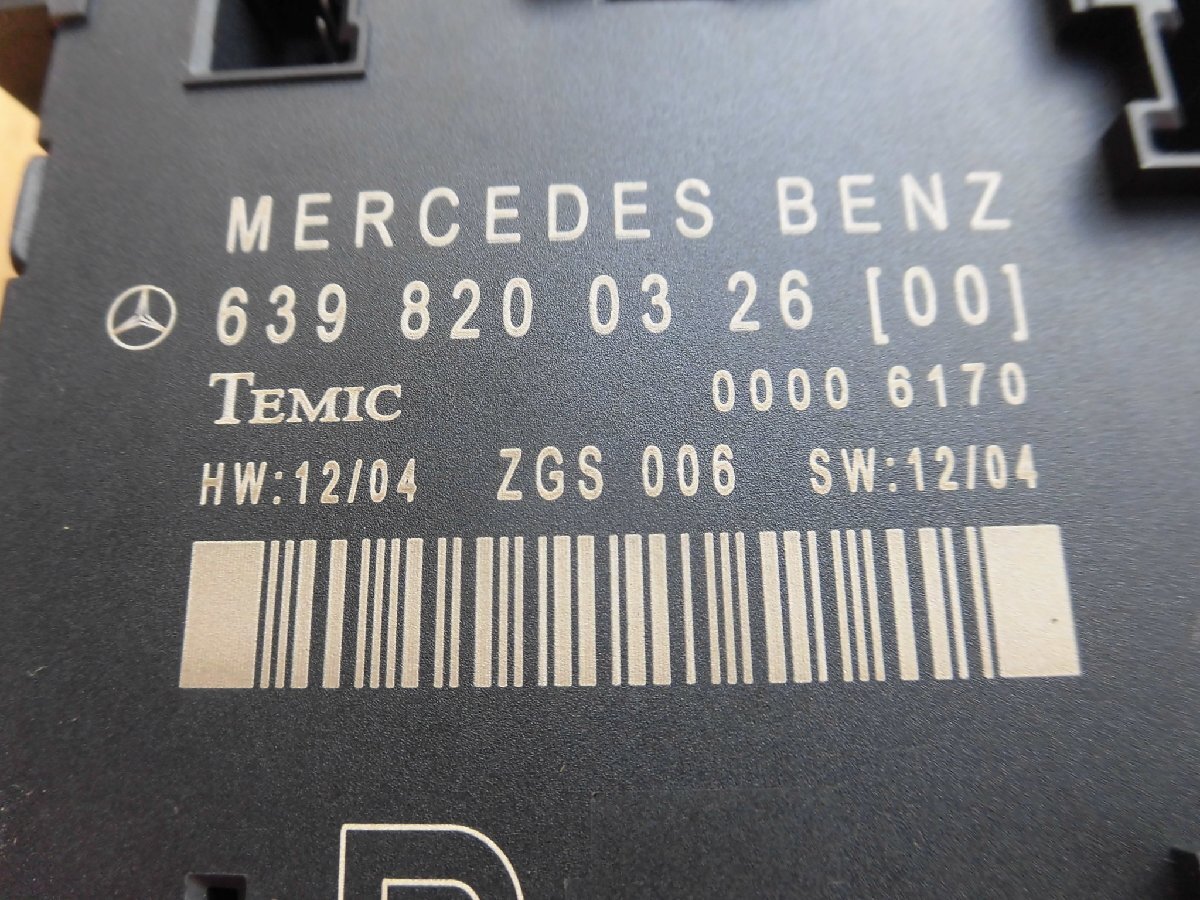 MERCEDES BENZ
639 820 03 26 [00]
TEMIC 0000 6170
HW:12/04 ZGS 006 SW:12/04